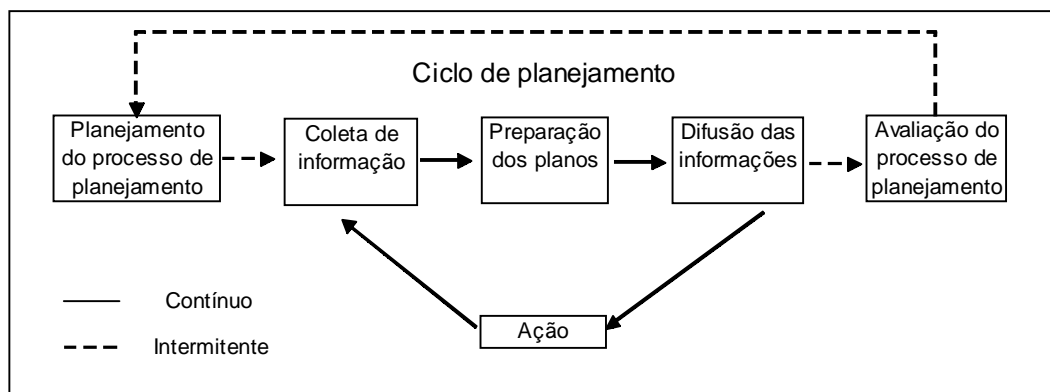 Ciclo de planejamento
Planejamento
do processo de
planejamento
Coleta de
informação
Preparação
dos planos
Difusão das
informações
Avaliação do
processo de
planejamento
Ação
Contínuo
Intermitente